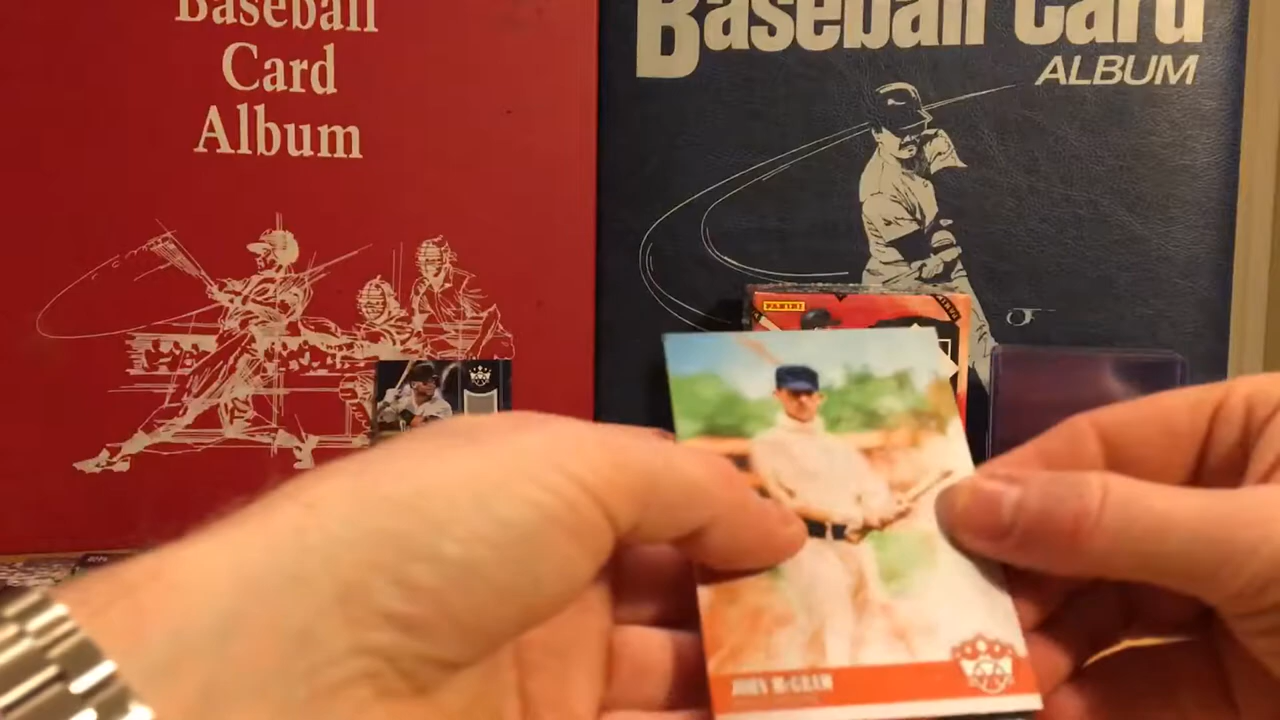 Baseball
Card
Album
Baseball Card
ALBUM
PANINI
JOHN McGRAW